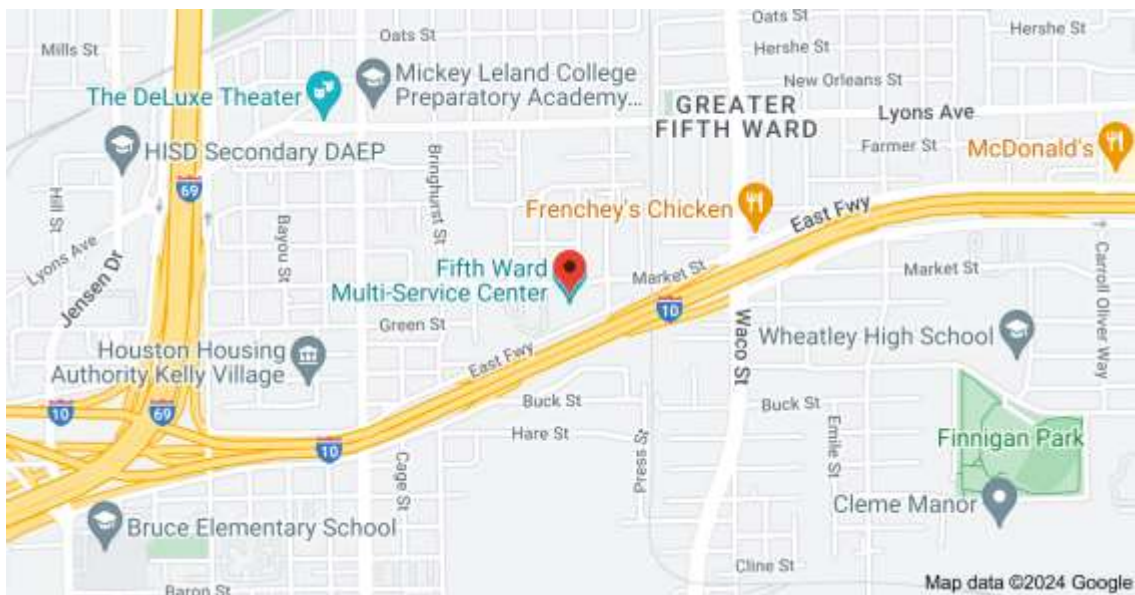 Oats St
Oats St
Hershe St
Hershe St
Mills St
Mickey Leland College
Preparatory Academy...
New Orleans St
The DeLuxe Theater
GREATER
FIFTH WARD
Lyons Ave
HISD Secondary DAEP
Farmer St
McDonald's
69
Bringhurst St
Hill St
Bayou St
Frenchey's Chicken
East Fwy
Lyons Ave
Jensen Dr
Fifth Ward
Multi-Service Center
Market St
Market St
Carroll Oliver Way
10
Green St
Waco St
Wheatley High School
Houston Housing
Authority Kelly Village
East Fwy
10
69
Buck St
Buck St
Hare St
10
Press St
Emile St
Finnigan Park
Cage St
Cleme Manor
Bruce Elementary School
Cline St
Baron St
Map data ©2024 Google